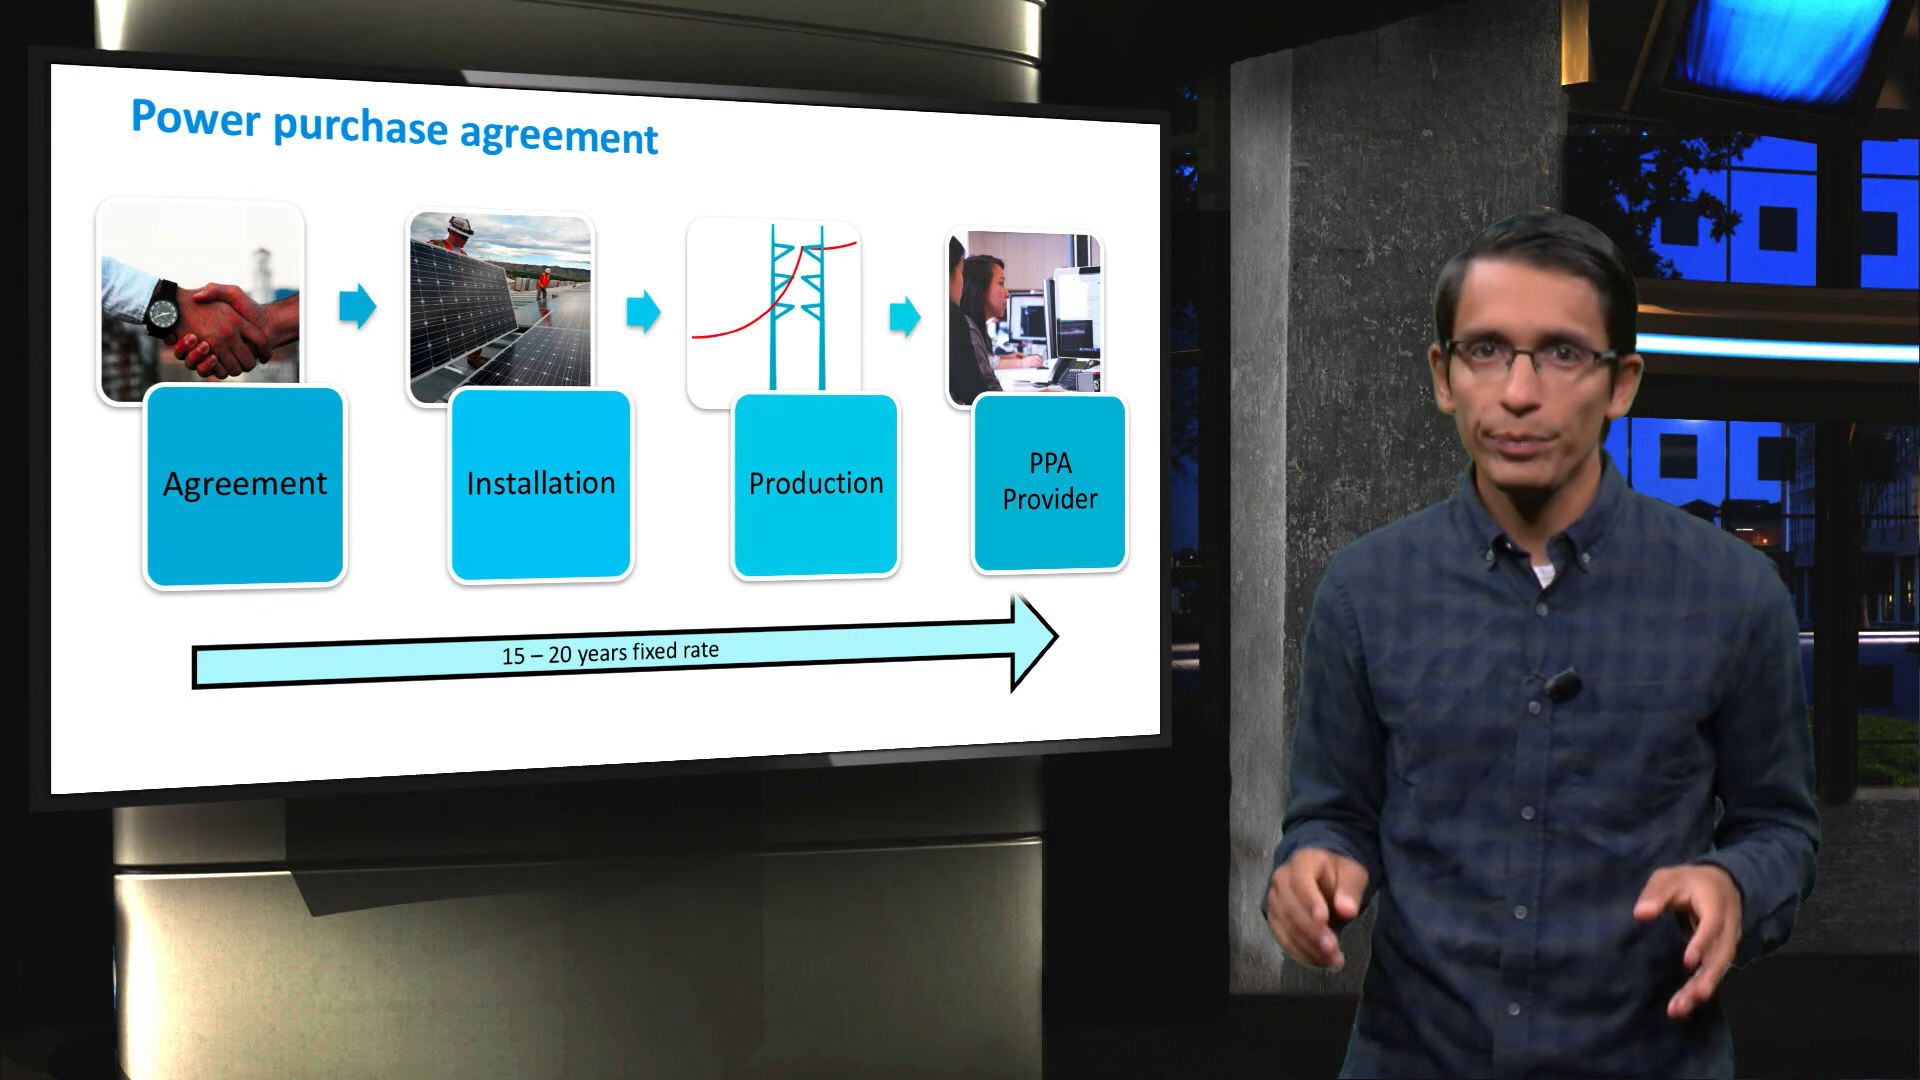 Power purchase agreement
Agreement
Installation
Production
PPA
Provider
15 – 20 years fixed rate